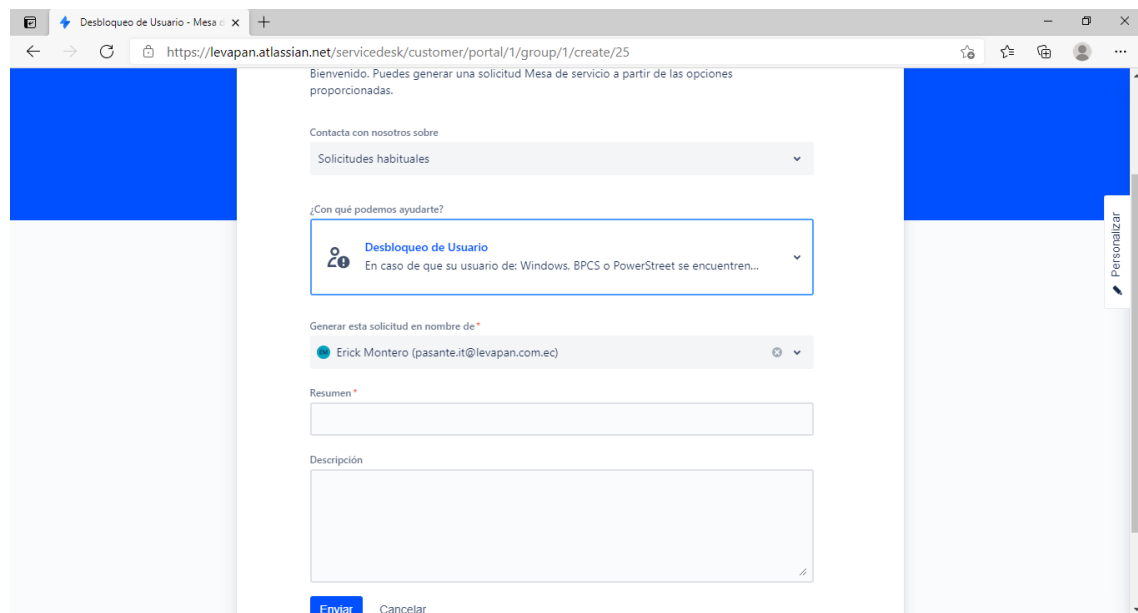 Desbloqueo de Usuario - Mesa d
https://levapan.atlassian.net/servicedesk/customer/portal/1/group/1/create/25
Bienvenido. Puedes generar una solicitud Mesa de servicio a partir de las opciones
proporcionadas.
Contacta con nosotros sobre
Solicitudes habituales
¿Con qué podemos ayudarte?
Desbloqueo de Usuario
En caso de que su usuario de: Windows, BPCS o PowerStreet se encuentren...
Personalizar
Generar esta solicitud en nombre de *
Erick Montero (pasante.it@levapan.com.ec)
Resumen *
Descripción
Enviar Cancelar